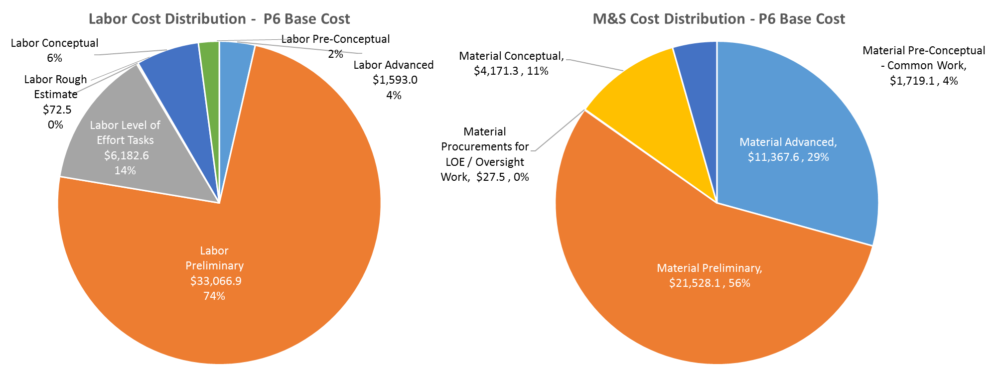 Labor Cost Distribution -  P6 Base Cost
Labor Conceptual
6%
Labor Pre-Conceptual
2%
Labor Advanced
$1,593.0
4%
Labor Rough
Estimate
$72.5
0%
Labor Level of
Effort Tasks
$6,182.6
14%
Labor
Preliminary
$33,066.9
74%
M&S Cost Distribution - P6 Base Cost
Material Conceptual,
$4,171.3 , 11%
Material Pre-Conceptual
- Common Work,
$1,719.1 , 4%
Material
Procurements for
LOE / Oversight
Work,  $27.5 , 0%
Material Advanced,
$11,367.6 , 29%
Material Preliminary,
$21,528.1 , 56%